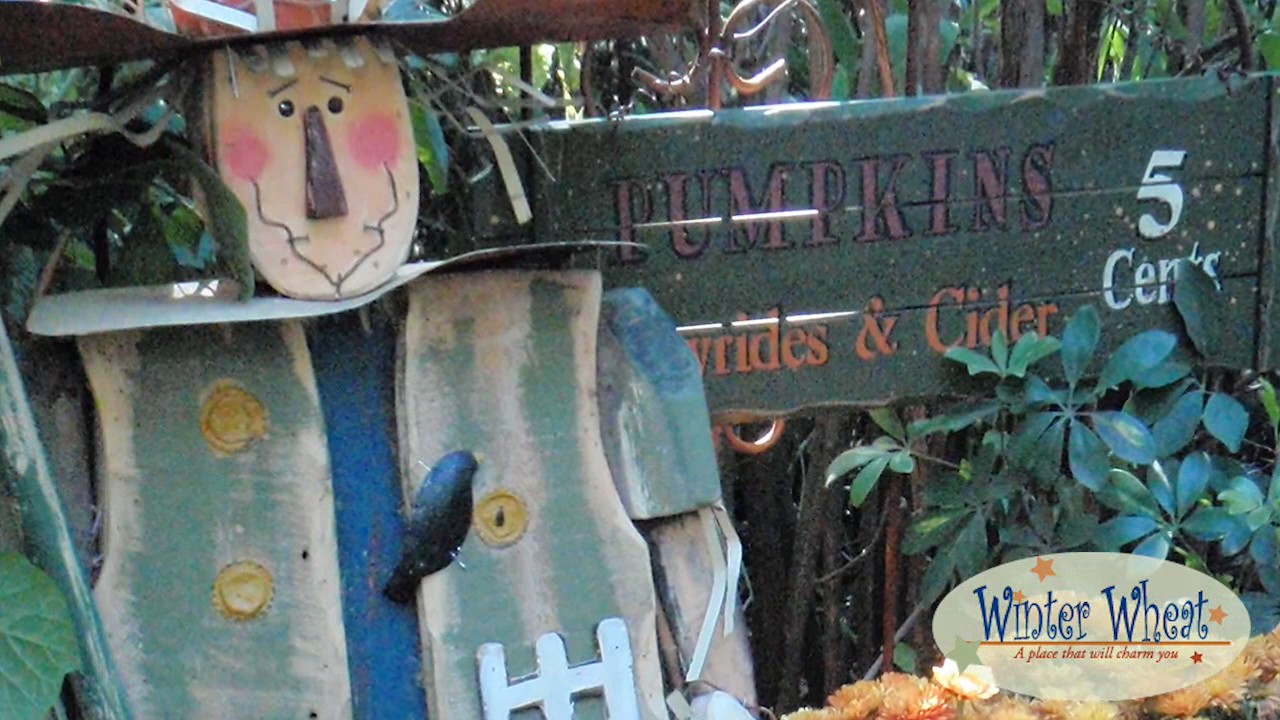 PUMPKINS
5
Cents
yrides & Cider
Winter Wheat
A place that will charm you